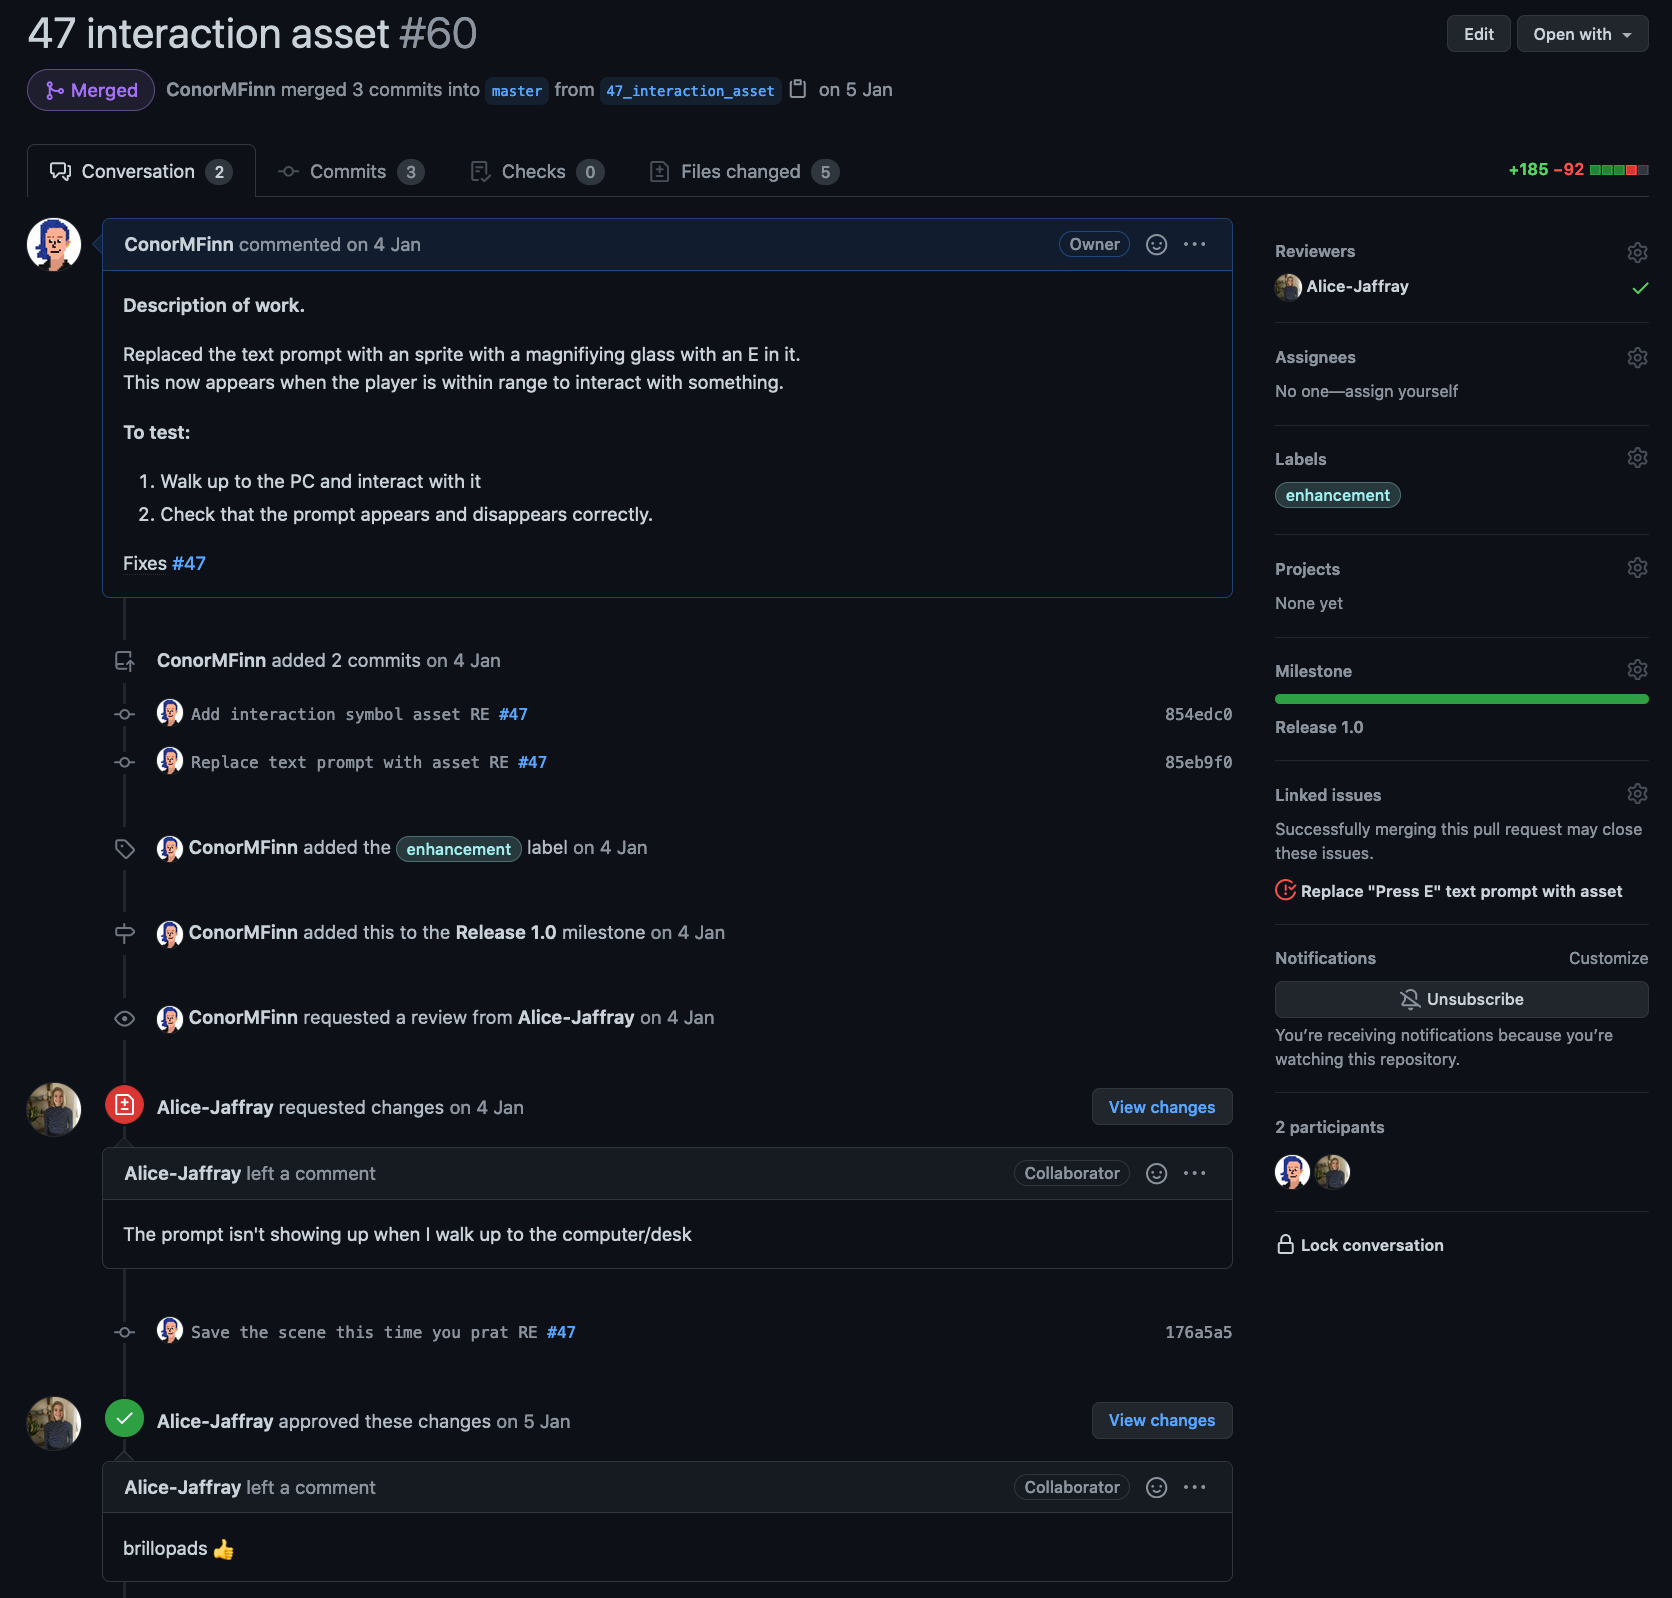 47 interaction asset #60
Edit
Open with
Merged
ConorMFinn merged 3 commits into master from 47_interaction_asset on 5 Jan
Conversation 2
Commits 3
Checks 0
Files changed 5
+185 −92
ConorMFinn commented on 4 Jan
Owner
Description of work.
Replaced the text prompt with an sprite with a magnifiying glass with an E in it.
This now appears when the player is within range to interact with something.
To test:
1. Walk up to the PC and interact with it
2. Check that the prompt appears and disappears correctly.
Fixes #47
ConorMFinn added 2 commits on 4 Jan
Add interaction symbol asset RE #47
854edc0
Replace text prompt with asset RE #47
85eb9f0
ConorMFinn added the enhancement label on 4 Jan
ConorMFinn added this to the Release 1.0 milestone on 4 Jan
ConorMFinn requested a review from Alice-Jaffray on 4 Jan
Alice-Jaffray requested changes on 4 Jan
View changes
Alice-Jaffray left a comment
Collaborator
The prompt isn't showing up when I walk up to the computer/desk
Save the scene this time you prat RE #47
176a5a5
Alice-Jaffray approved these changes on 5 Jan
View changes
Alice-Jaffray left a comment
Collaborator
brillopads 👍
Reviewers
Alice-Jaffray
Assignees
No one—assign yourself
Labels
enhancement
Projects
None yet
Milestone
Release 1.0
Linked issues
Successfully merging this pull request may close
these issues.
Replace "Press E" text prompt with asset
Notifications
Customize
Unsubscribe
You’re receiving notifications because you’re
watching this repository.
2 participants
Lock conversation